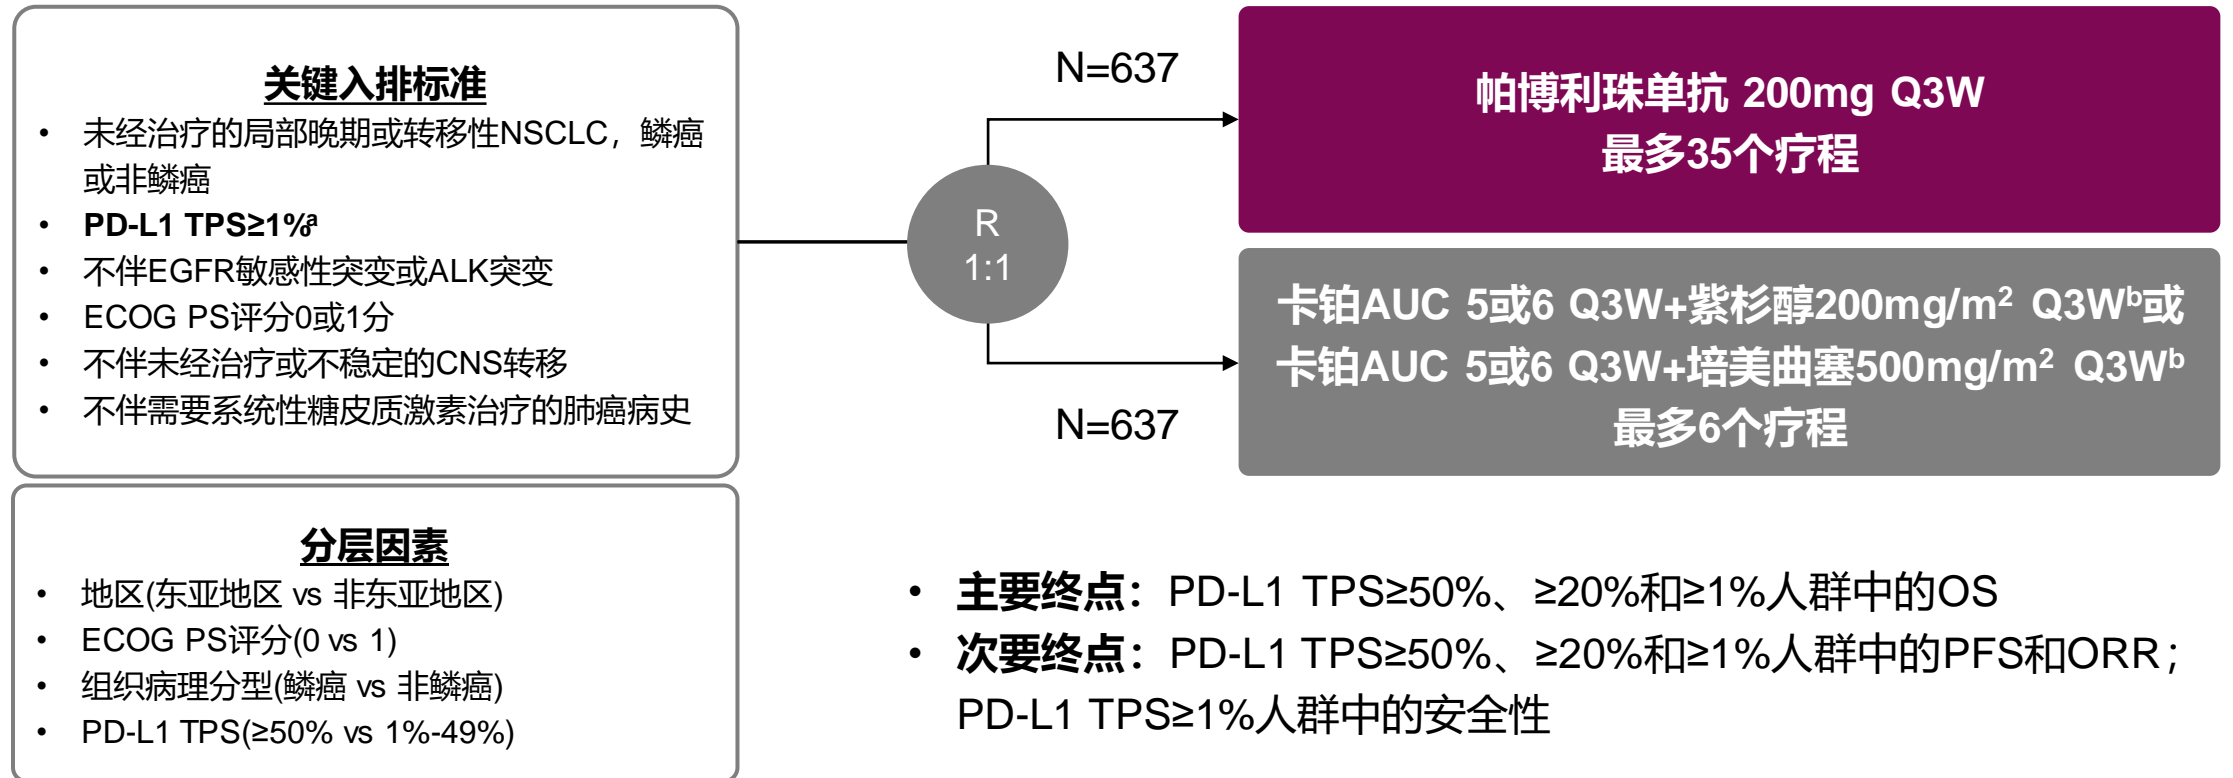 关键入排标准
• 未经治疗的局部晚期或转移性NSCLC，鳞癌
或非鳞癌
• PD-L1 TPS≥1%ᵃ
• 不伴EGFR敏感性突变或ALK突变
• ECOG PS评分0或1分
• 不伴未经治疗或不稳定的CNS转移
• 不伴需要系统性糖皮质激素治疗的肺癌病史
分层因素
• 地区(东亚地区 vs 非东亚地区)
• ECOG PS评分(0 vs 1)
• 组织病理分型(鳞癌 vs 非鳞癌)
• PD-L1 TPS(≥50% vs 1%-49%)
R
1:1
N=637
帕博利珠单抗 200mg Q3W
最多35个疗程
N=637
卡铂AUC 5或6 Q3W+紫杉醇200mg/m² Q3Wᵇ或
卡铂AUC 5或6 Q3W+培美曲塞500mg/m² Q3Wᵇ
最多6个疗程
• 主要终点：PD-L1 TPS≥50%、≥20%和≥1%人群中的OS
• 次要终点：PD-L1 TPS≥50%、≥20%和≥1%人群中的PFS和ORR；
PD-L1 TPS≥1%人群中的安全性